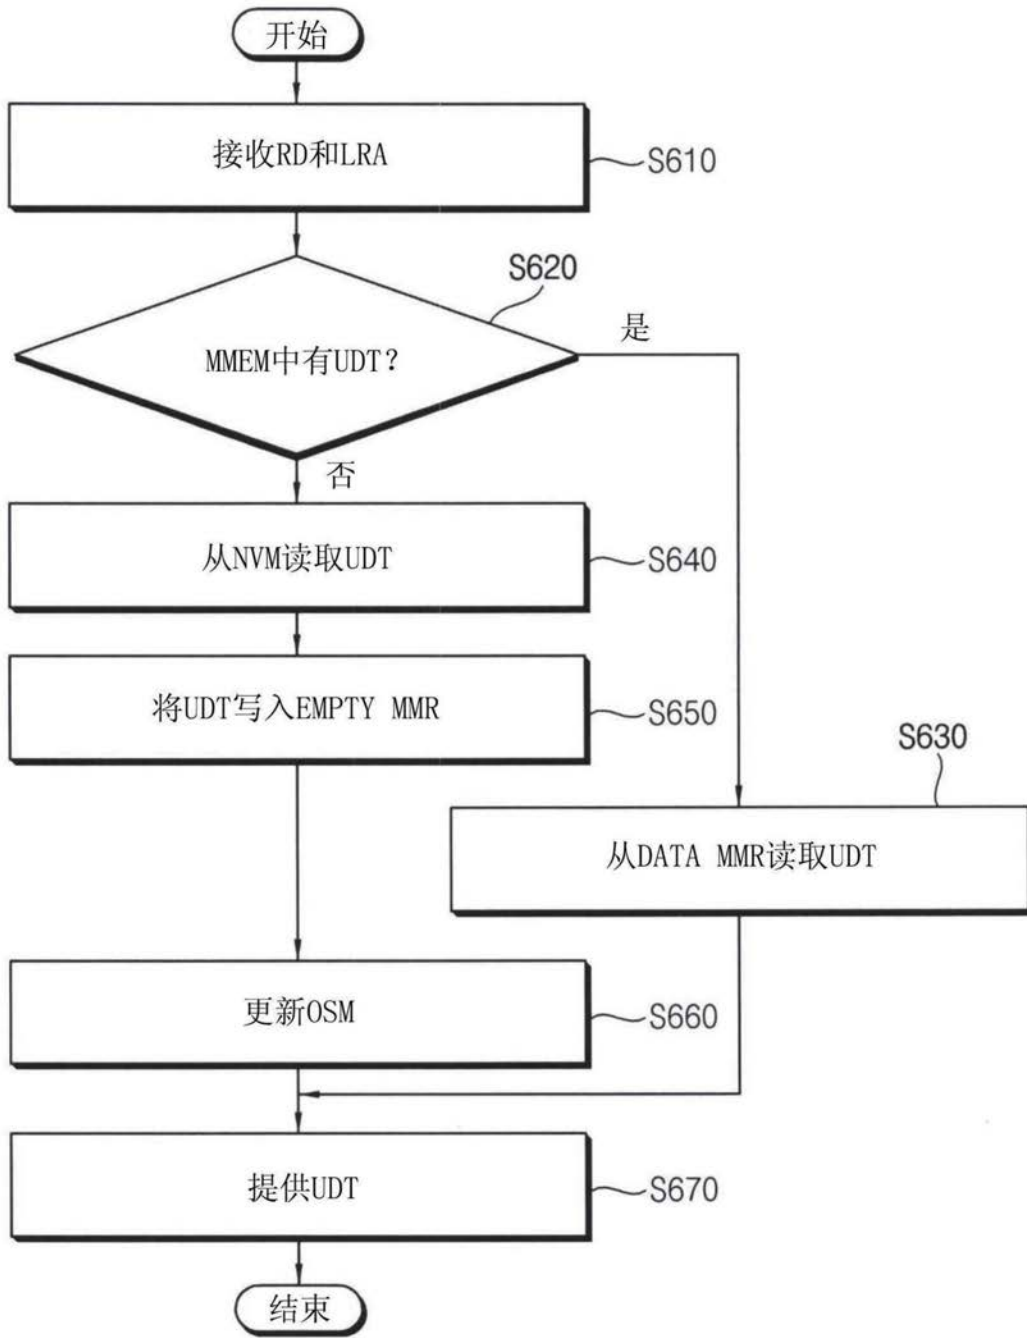 开始
接收RD和LRA
S610
S620
MMEM中有UDT？
是
否
从NVM读取UDT
S640
将UDT写入EMPTY MMR
S650
S630
从DATA MMR读取UDT
更新OSM
S660
提供UDT
S670
结束